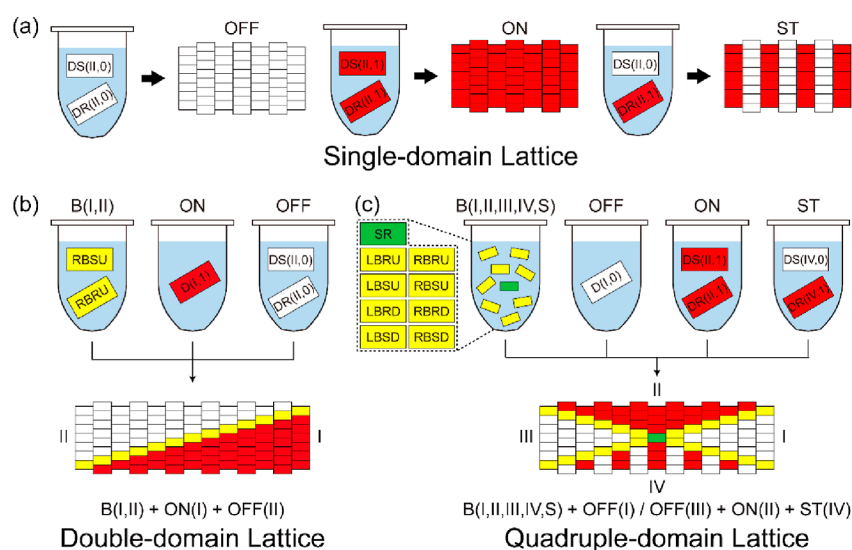 (a)
OFF
ON
ST
DS(II,0)
DR(II,0)
DS(II,1)
DR(II,1)
DS(II,0)
DR(II,1)
Single-domain Lattice
(b)
B(I,II)
ON
OFF
RBSU
RBRU
D(I,1)
DS(II,0)
DR(II,0)
II
I
B(I,II) + ON(I) + OFF(II)
Double-domain Lattice
(c)
B(I,II,III,IV,S)
OFF
ON
ST
SR
LBRU RBRU
LBSU RBSU
LBRD RBRD
LBSD RBSD
D(I,0)
DS(II,1)
DR(II,1)
DS(IV,0)
DR(IV,1)
II
III
I
IV
B(I,II,III,IV,S) + OFF(I) / OFF(III) + ON(II) + ST(IV)
Quadruple-domain Lattice